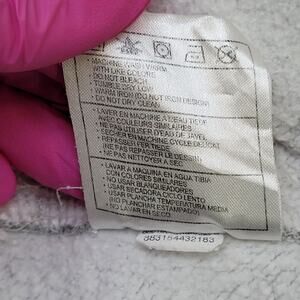 • MACHINE WASH WARM
WITH LIKE COLORS
• DO NOT BLEACH
• TUMBLE DRY LOW
• WARM IRON (DO NOT IRON DESIGN)
• DO NOT DRY CLEAN
• LAVER EN MACHINE À L'EAU TIÈDE
AVEC COULEURS SIMILAIRES
• NE PAS UTILISER D'EAU DE JAVEL
• SÉCHER EN MACHINE CYCLE DÉLICAT
• REPASSER FER TIÈDE
(NE PAS REPASSER LE DESSIN)
• NE PAS NETTOYER À SEC
• LAVAR A MAQUINA EN AGUA TIBIA
CON COLORES SIMILARES
• NO USAR BLANQUEADORES
• USAR SECADORA CICLO LENTO
• USAR PLANCHA TEMPERATURA MEDIA
(NO PLANCHAR ESTAMPADO)
• NO LAVAR EN SECO
883154432183